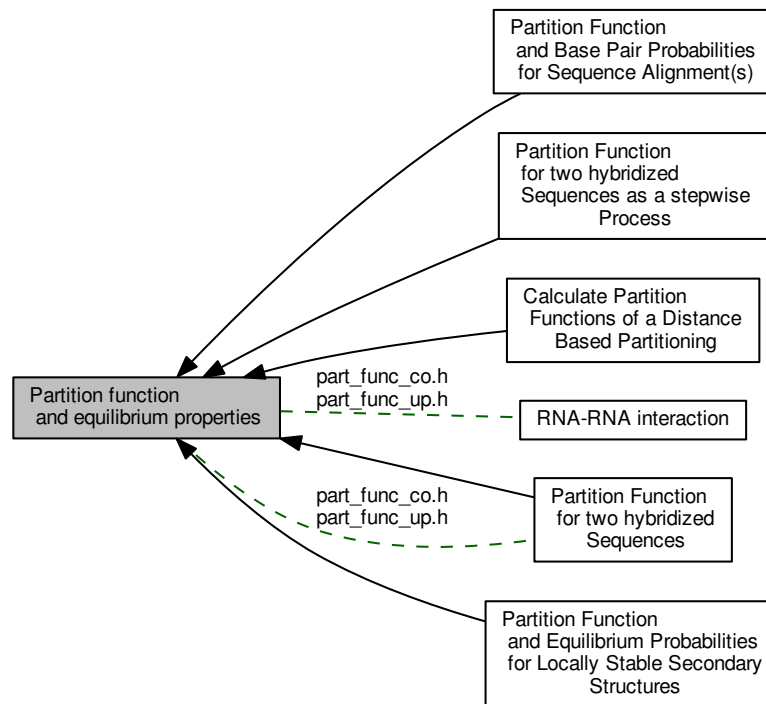 Partition Function
and Base Pair Probabilities
for Sequence Alignment(s)
Partition Function
for two hybridized
Sequences as a stepwise
Process
Calculate Partition
Functions of a Distance
Based Partitioning
Partition function
and equilibrium properties
part_func_co.h
part_func_up.h
RNA-RNA interaction
part_func_co.h
part_func_up.h
Partition Function
for two hybridized
Sequences
Partition Function
and Equilibrium Probabilities
for Locally Stable Secondary
Structures